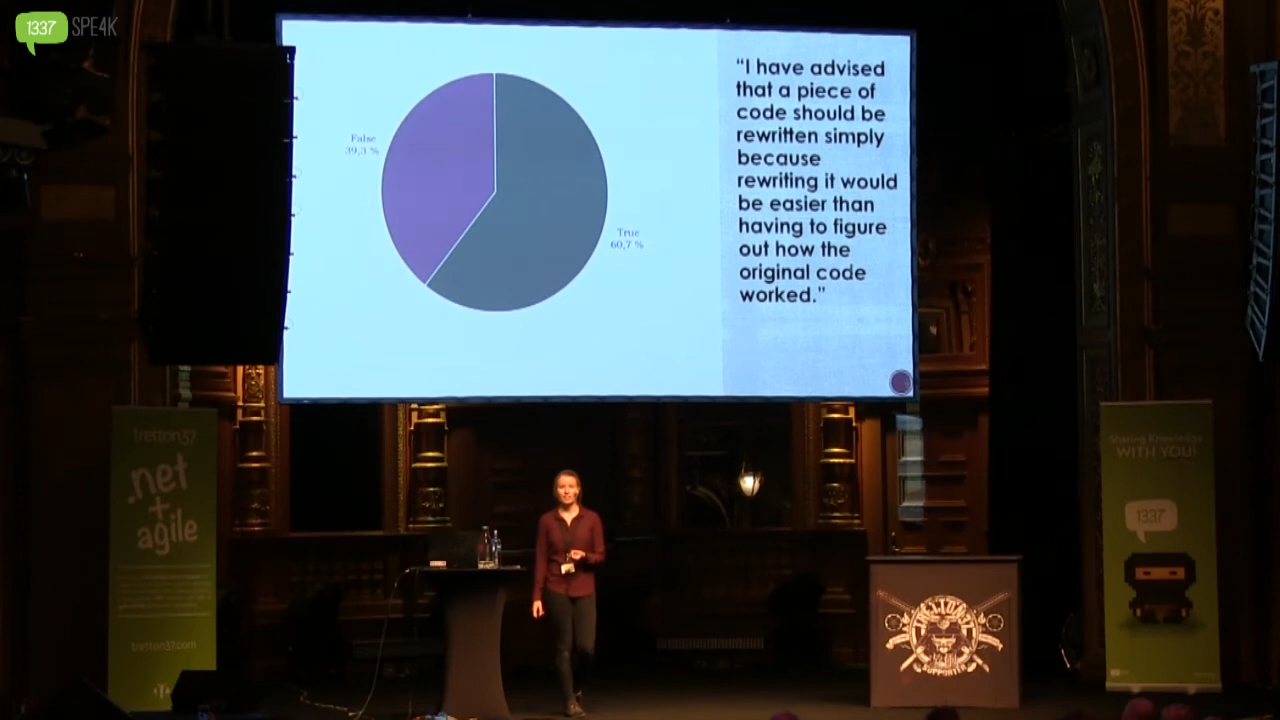 1337 SPE4K
"I have advised
that a piece of
code should be
rewritten simply
because
rewriting it would
be easier than
having to figure
out how the
original code
worked."
False
39,3 %
True
60,7 %
tretton37
.net
+
agile
tretton37.com
Sharing Knowledge
WITH YOU!
1337
SUPPORTER